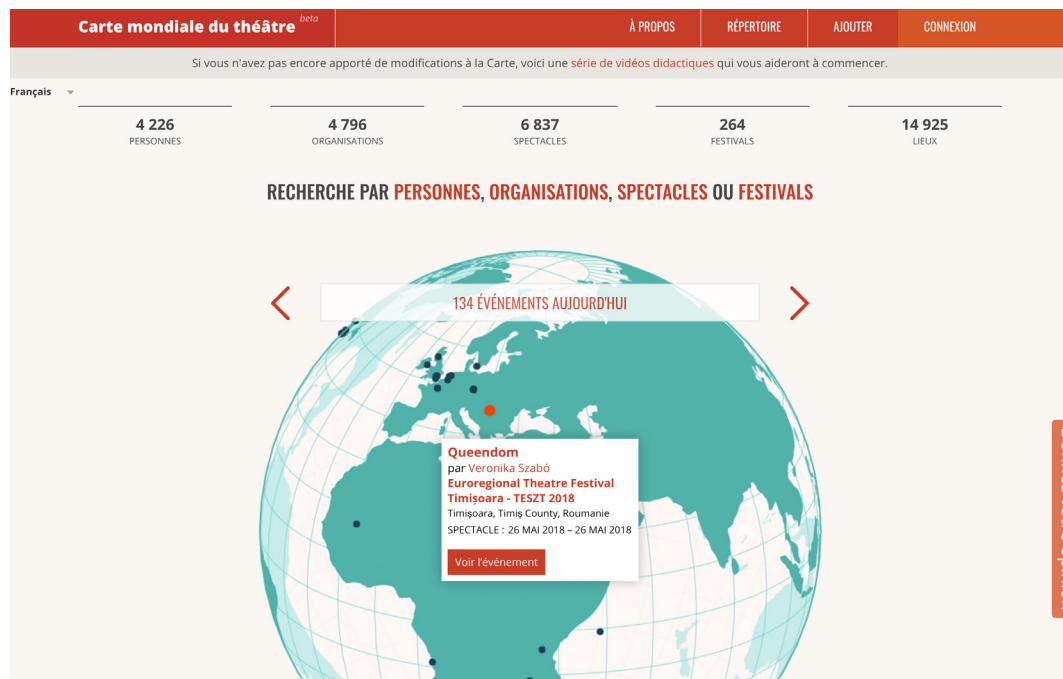 Carte mondiale du théâtre beta
À PROPOS
RÉPERTOIRE
AJOUTER
CONNEXION
Si vous n'avez pas encore apporté de modifications à la Carte, voici une série de vidéos didactiques qui vous aideront à commencer.
Français
4 226
PERSONNES
4 796
ORGANISATIONS
6 837
SPECTACLES
264
FESTIVALS
14 925
LIEUX
RECHERCHE PAR PERSONNES, ORGANISATIONS, SPECTACLES OU FESTIVALS
134 ÉVÉNEMENTS AUJOURD'HUI
Queendom
par Veronika Szabó
Euroregional Theatre Festival
Timișoara - TESZT 2018
Timișoara, Timiș County, Roumanie
SPECTACLE : 26 MAI 2018 – 26 MAI 2018
Voir l'événement